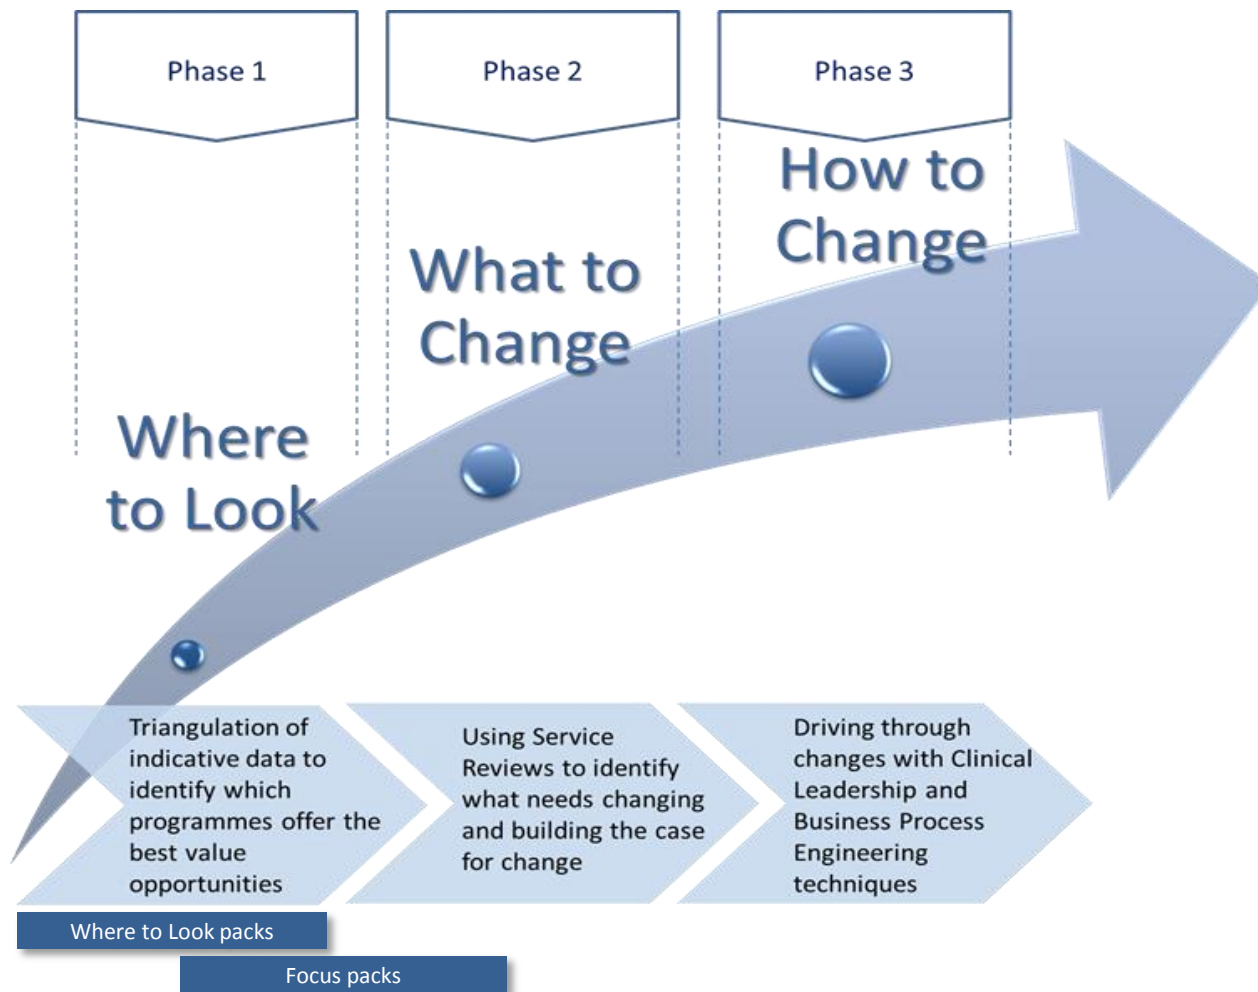 Phase 1
Phase 2
Phase 3
How to
Change
What to
Change
Where
to Look
Triangulation of
indicative data to
identify which
programmes offer the
best value
opportunities
Using Service
Reviews to identify
what needs changing
and building the case
for change
Driving through
changes with Clinical
Leadership and
Business Process
Engineering
techniques
Where to Look packs
Focus packs